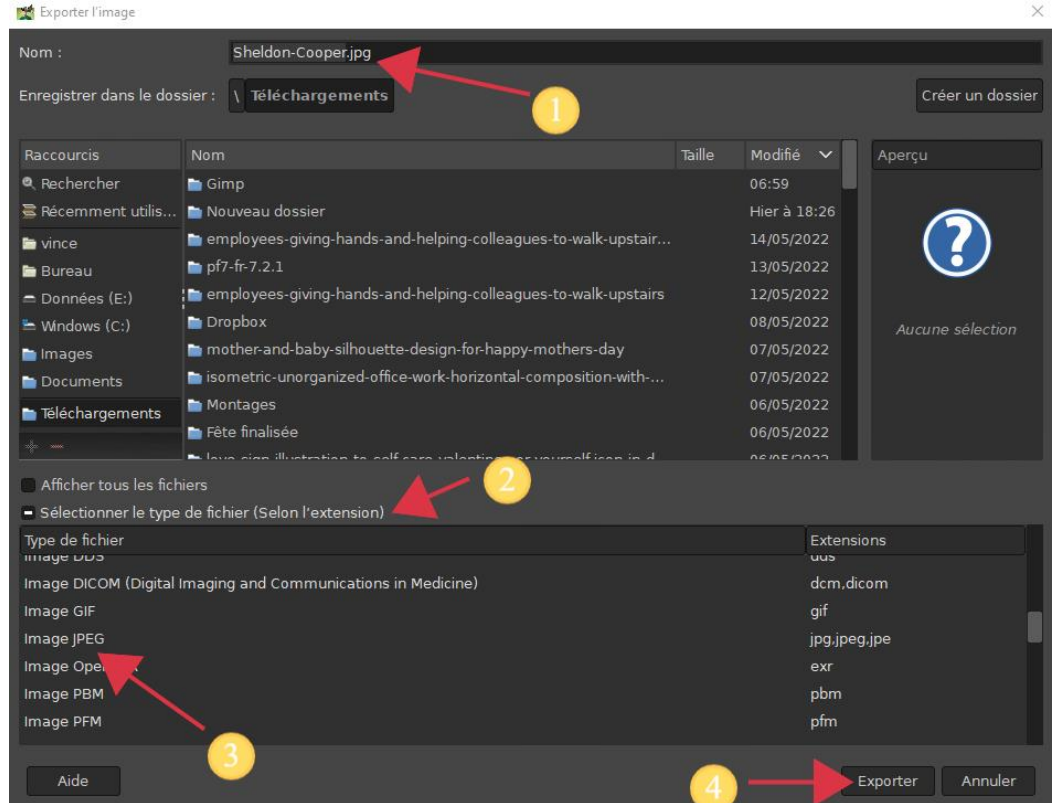 Exporter l'image
Nom :
Sheldon-Cooper.jpg
Enregistrer dans le dossier :
\ Téléchargements
Créer un dossier
1
Raccourcis Nom Taille Modifié Aperçu
Rechercher Gimp 06:59
Récemment utilis... Nouveau dossier Hier à 18:26
vince employees-giving-hands-and-helping-colleagues-to-walk-upstair... 14/05/2022
Bureau pf7-fr-7.2.1 13/05/2022
Données (E:) employees-giving-hands-and-helping-colleagues-to-walk-upstairs 12/05/2022
Windows (C:) Dropbox 08/05/2022 Aucune sélection
Images mother-and-baby-silhouette-design-for-happy-mothers-day 07/05/2022
Documents isometric-unorganized-office-work-horizontal-composition-with-... 07/05/2022
Téléchargements Montages 06/05/2022
Fête finalisée 06/05/2022
2
Afficher tous les fichiers
Sélectionner le type de fichier (Selon l'extension)
Type de fichier Extensions
Image DDS dds
Image DICOM (Digital Imaging and Communications in Medicine) dcm,dicom
Image GIF gif
Image JPEG jpg,jpeg,jpe
Image exr
Image PBM pbm
Image PFM pfm
3
Aide
4
Exporter
Annuler